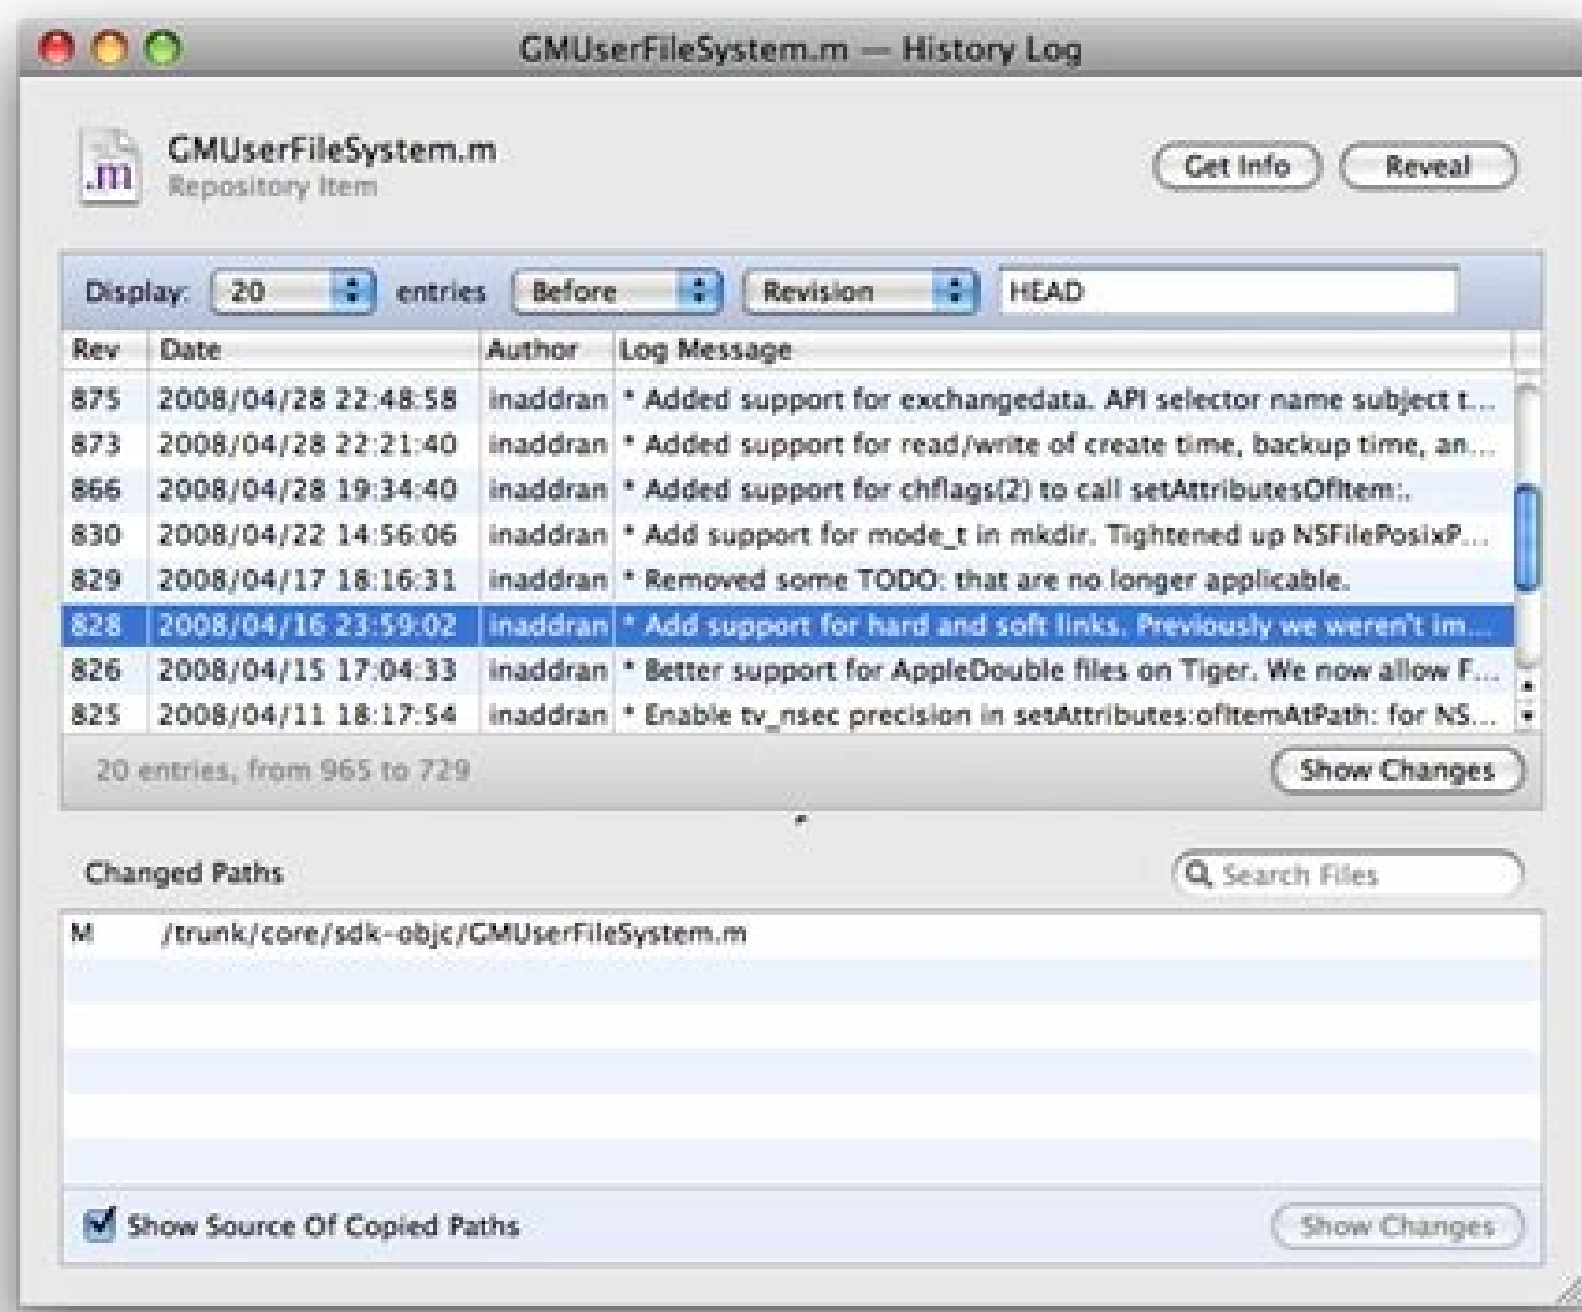 GMUserFileSystem.m — History Log
.m
GMUserFileSystem.m
Repository Item
Get Info
Reveal
Display: 20 entries Before Revision HEAD
Rev Date Author Log Message
875 2008/04/28 22:48:58 inaddran * Added support for exchangedata. API selector name subject t...
873 2008/04/28 22:21:40 inaddran * Added support for read/write of create time, backup time, an...
866 2008/04/28 19:34:40 inaddran * Added support for chflags(2) to call setAttributesOfItem:.
830 2008/04/22 14:56:06 inaddran * Add support for mode_t in mkdir. Tightened up NSFilePosixP...
829 2008/04/17 18:16:31 inaddran * Removed some TODO: that are no longer applicable.
828 2008/04/16 23:59:02 inaddran * Add support for hard and soft links. Previously we weren't im...
826 2008/04/15 17:04:33 inaddran * Better support for AppleDouble files on Tiger. We now allow F...
825 2008/04/11 18:17:54 inaddran * Enable tv_nsec precision in setAttributes:ofItemAtPath: for NS...
20 entries, from 965 to 729
Show Changes
Changed Paths
Search Files
M /trunk/core/sdk-objc/GMUserFileSystem.m
Show Source Of Copied Paths
Show Changes